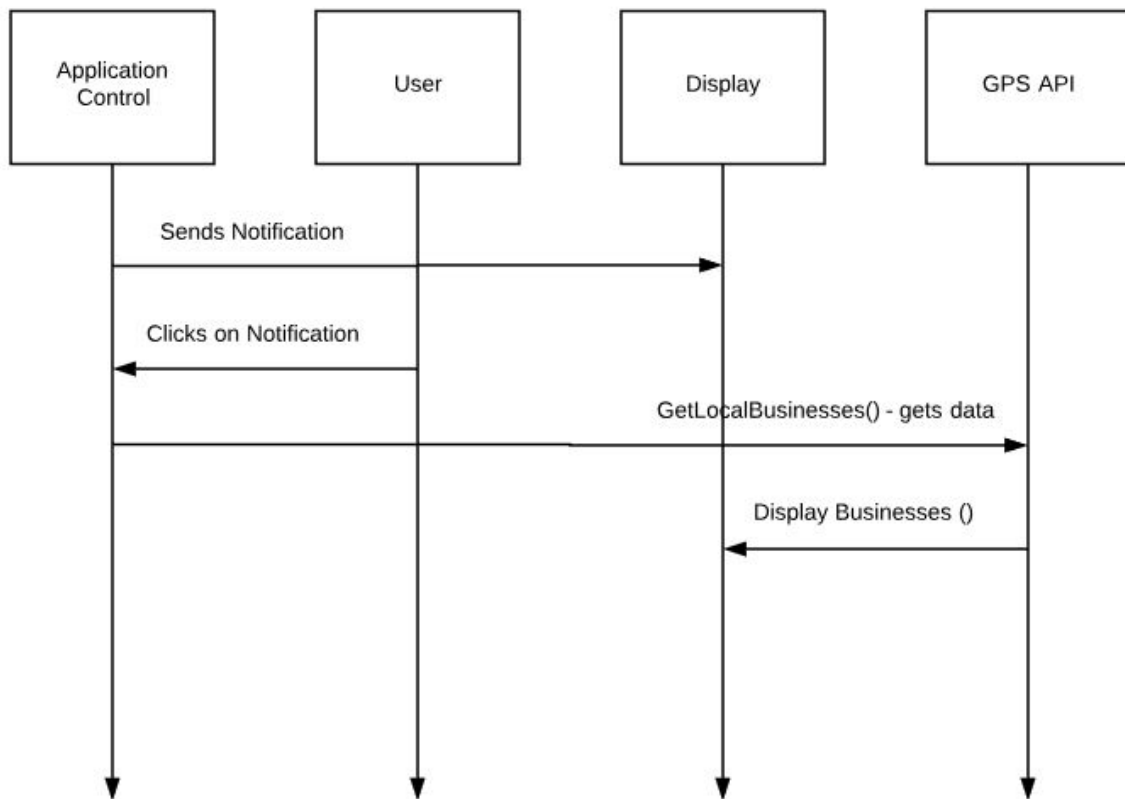 Application
Control
User
Display
GPS API
Sends Notification
Clicks on Notification
GetLocalBusinesses() - gets data
Display Businesses ()